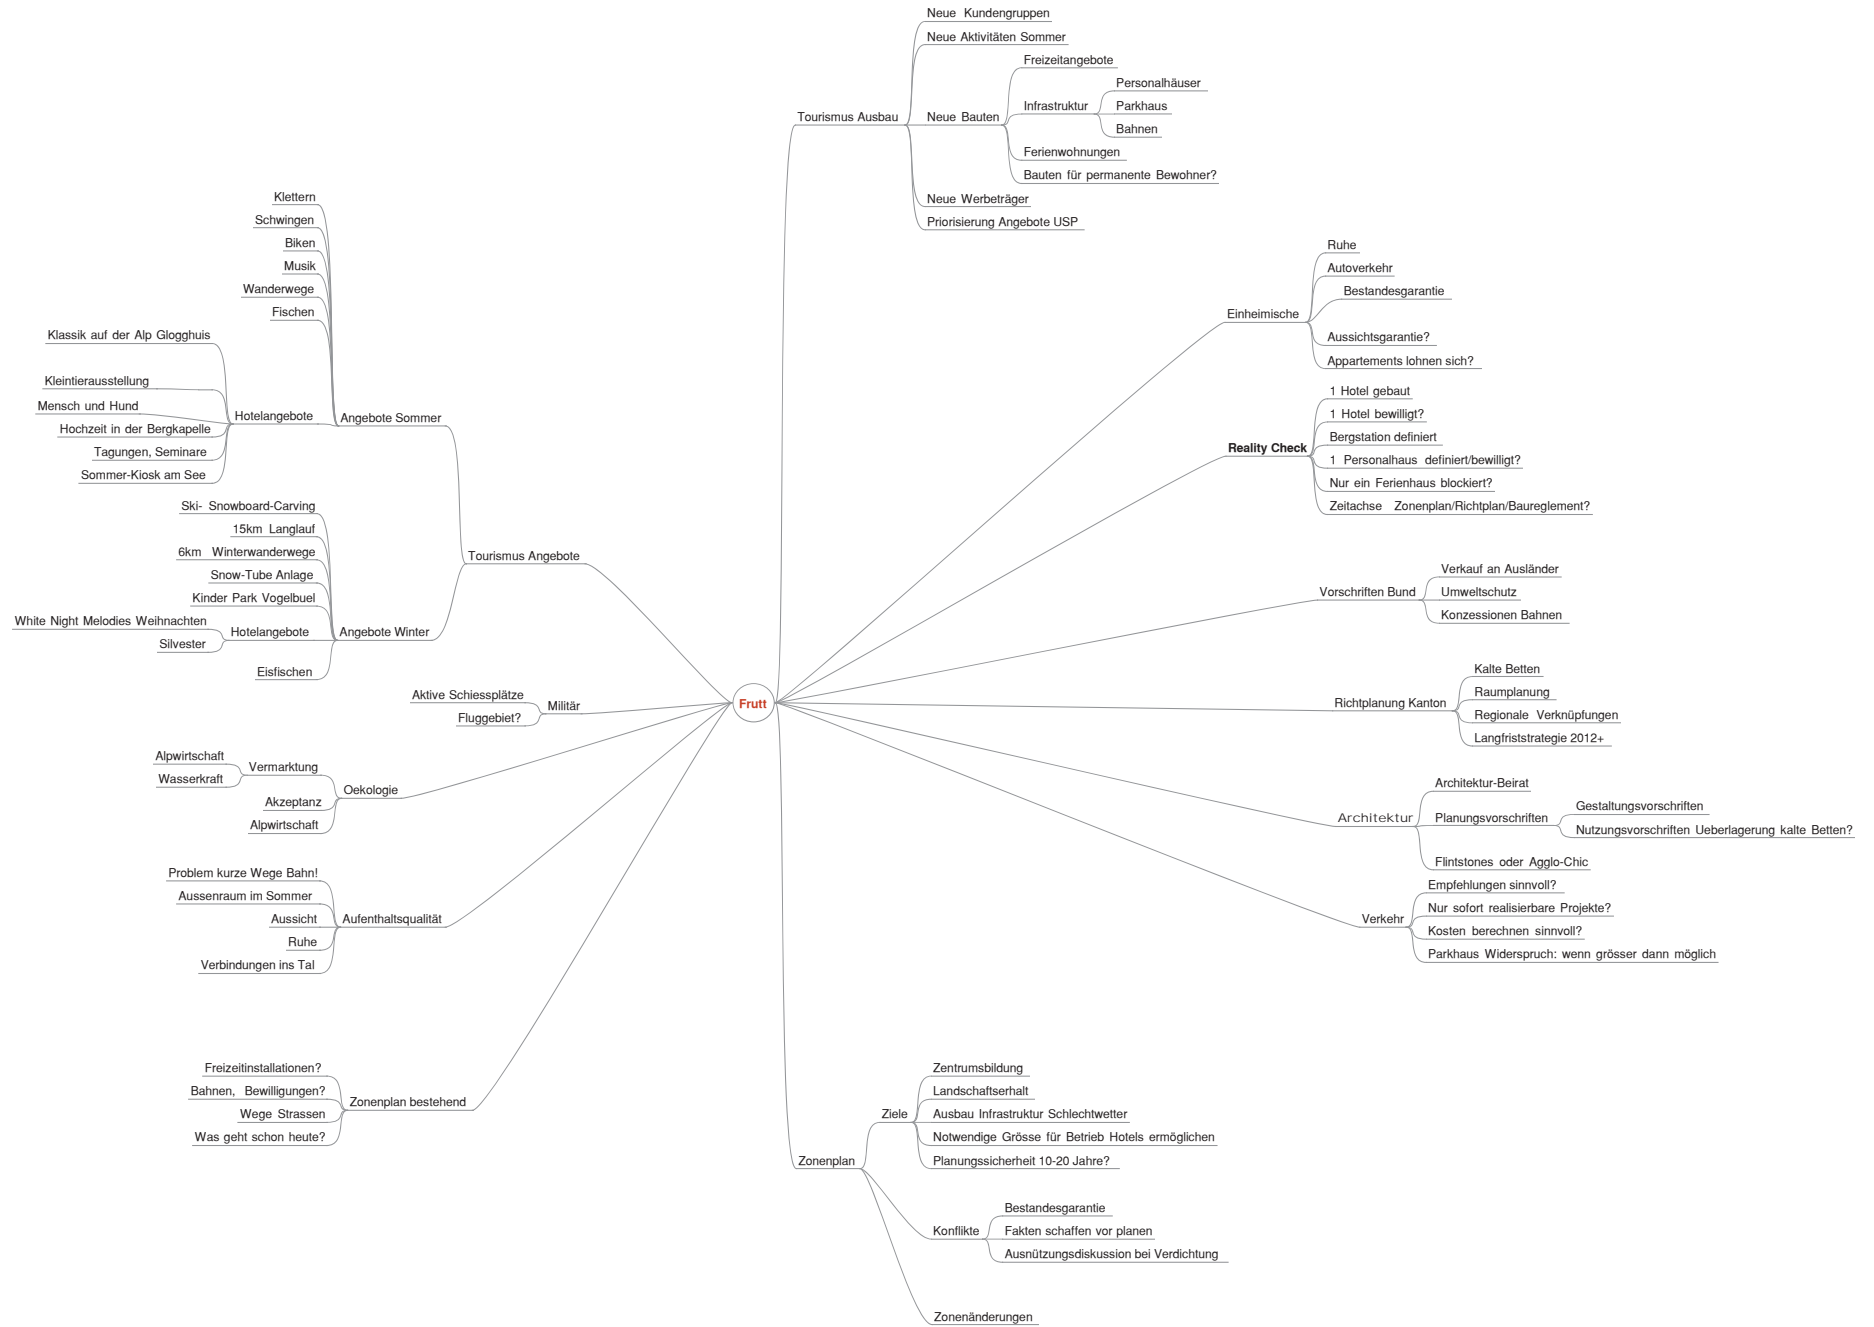 Frutt
Tourismus Ausbau
Neue Kundengruppen
Neue Aktivitäten Sommer
Neue Bauten
Freizeitangebote
Infrastruktur
Personalhäuser
Parkhaus
Bahnen
Ferienwohnungen
Bauten für permanente Bewohner?
Neue Werbeträger
Priorisierung Angebote USP
Einheimische
Ruhe
Autoverkehr
Bestandesgarantie
Aussichtsgarantie?
Appartements lohnen sich?
Reality Check
1 Hotel gebaut
1 Hotel bewilligt?
Bergstation definiert
1 Personalhaus definiert/bewilligt?
Nur ein Ferienhaus blockiert?
Zeitachse Zonenplan/Richtplan/Baureglement?
Vorschriften Bund
Verkauf an Ausländer
Umweltschutz
Konzessionen Bahnen
Richtplanung Kanton
Kalte Betten
Raumplanung
Regionale Verknüpfungen
Langfriststrategie 2012+
Architektur
Architektur-Beirat
Planungsvorschriften
Gestaltungsvorschriften
Nutzungsvorschriften Ueberlagerung kalte Betten?
Flintstones oder Agglo-Chic
Verkehr
Empfehlungen sinnvoll?
Nur sofort realisierbare Projekte?
Kosten berechnen sinnvoll?
Parkhaus Widerspruch: wenn grösser dann möglich
Zonenplan
Ziele
Zentrumsbildung
Landschaftserhalt
Ausbau Infrastruktur Schlechtwetter
Notwendige Grösse für Betrieb Hotels ermöglichen
Planungssicherheit 10-20 Jahre?
Konflikte
Bestandesgarantie
Fakten schaffen vor planen
Ausnützungsdiskussion bei Verdichtung
Zonenänderungen
Tourismus Angebote
Angebote Sommer
Klettern
Schwingen
Biken
Musik
Wanderwege
Fischen
Hotelangebote
Klassik auf der Alp Glogghuis
Kleintierausstellung
Mensch und Hund
Hochzeit in der Bergkapelle
Tagungen, Seminare
Sommer-Kiosk am See
Angebote Winter
Ski- Snowboard-Carving
15km Langlauf
6km Winterwanderwege
Snow-Tube Anlage
Kinder Park Vogelbuel
Hotelangebote
White Night Melodies Weihnachten
Silvester
Eisfischen
Militär
Aktive Schiessplätze
Fluggebiet?
Oekologie
Vermarktung
Alpwirtschaft
Wasserkraft
Akzeptanz
Alpwirtschaft
Aufenthaltsqualität
Problem kurze Wege Bahn!
Aussenraum im Sommer
Aussicht
Ruhe
Verbindungen ins Tal
Zonenplan bestehend
Freizeitinstallationen?
Bahnen, Bewilligungen?
Wege Strassen
Was geht schon heute?